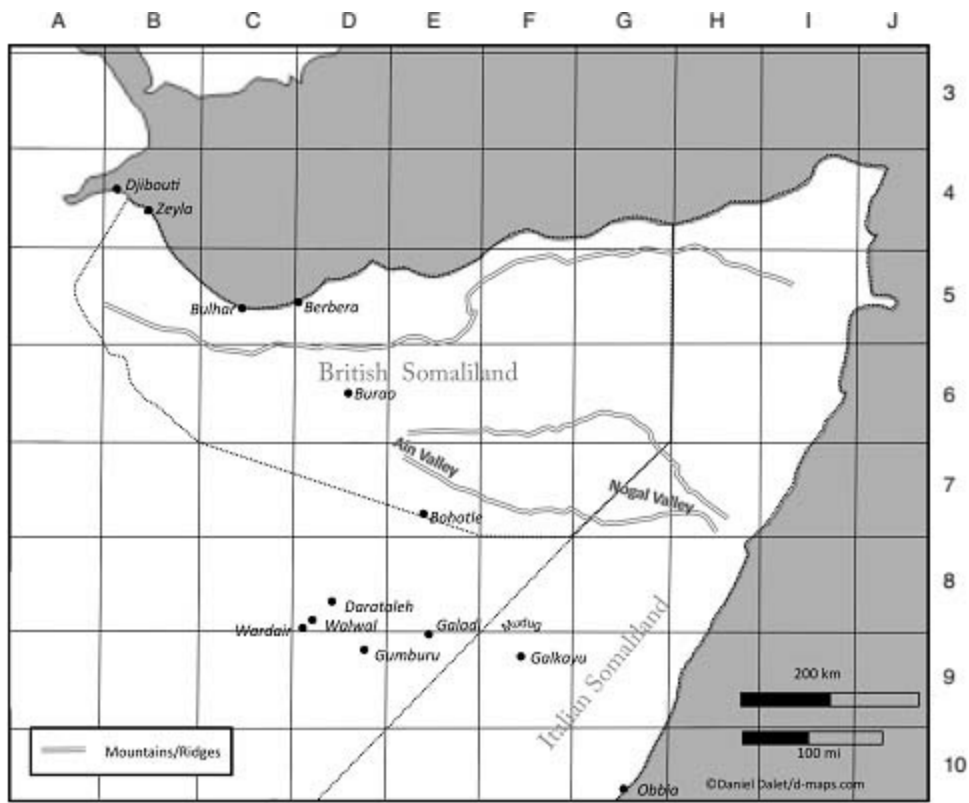 A B C D E F G H I J
3
Djibouti
4
Zeyla
Bulhar
Berbera
5
British Somaliland
Burao
6
Ain Valley
Nogal Valley
7
Bohotle
8
Darataleh
Walwal
Wardair
Galadi
Mudug
Gumburu
Galkayu
9
Italian Somaliland
200 km
Mountains/Ridges
100 mi
10
©Daniel Dalet/d-maps.com
Obbia